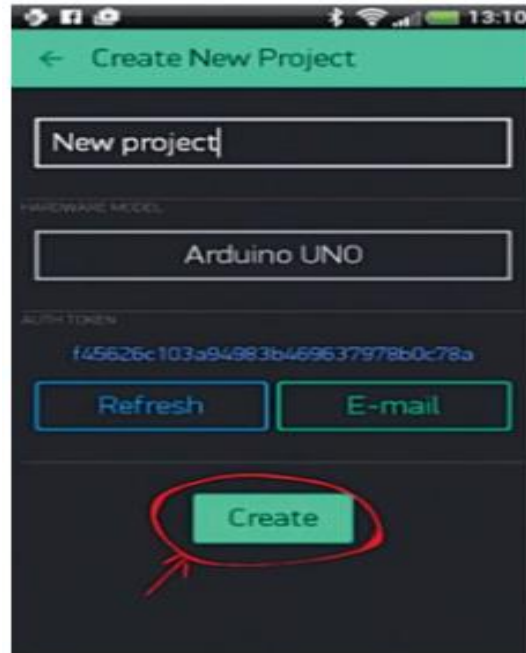 13:10
← Create New Project
New project
HARDWARE MODEL
Arduino UNO
AUTH TOKEN
f45626c103a94983b469637978b0c78a
Refresh E-mail
Create